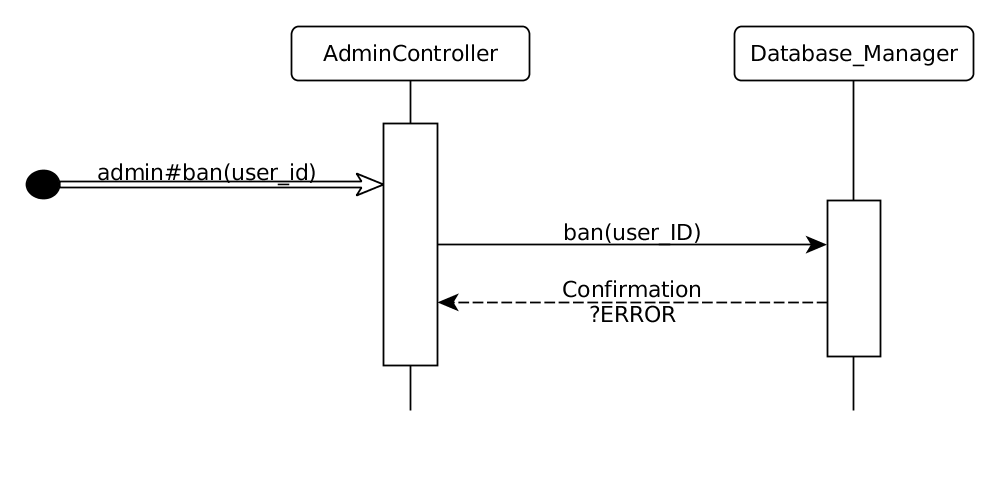 AdminController
Database_Manager
admin#ban(user_id)
ban(user_ID)
Confirmation
?ERROR